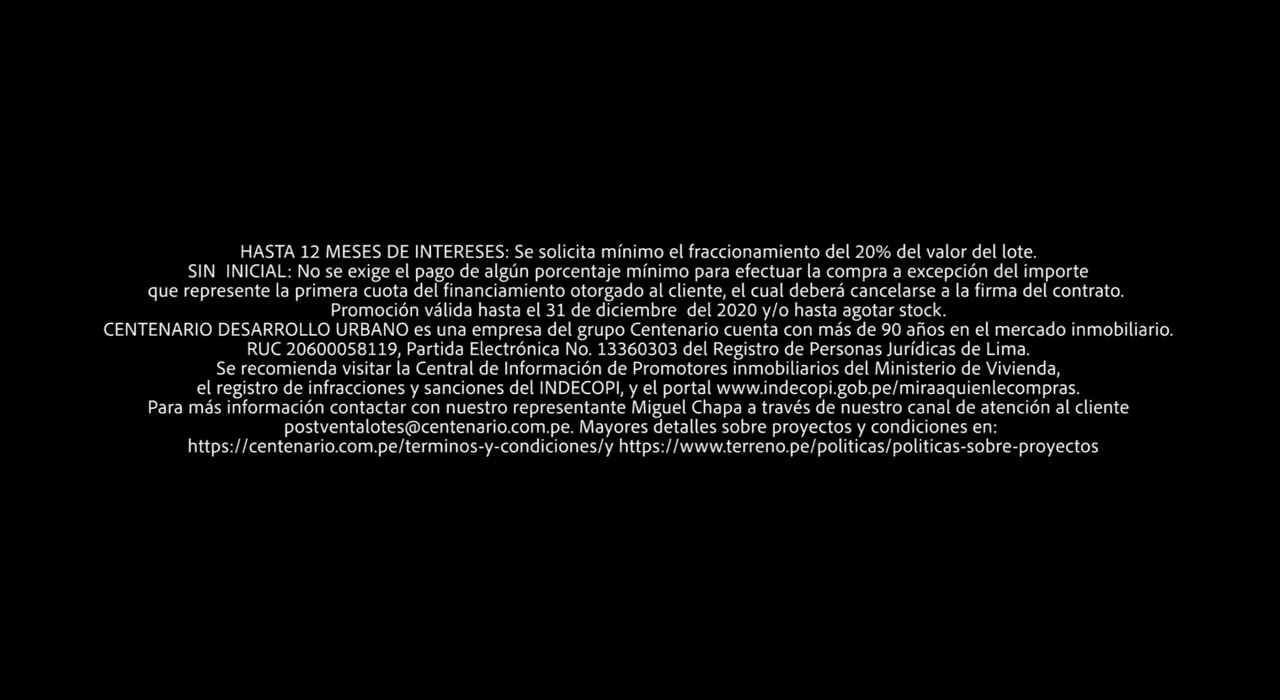 HASTA 12 MESES DE INTERESES: Se solicita mínimo el fraccionamiento del 20% del valor del lote.
SIN  INICIAL: No se exige el pago de algún porcentaje mínimo para efectuar la compra a excepción del importe
que represente la primera cuota del financiamiento otorgado al cliente, el cual deberá cancelarse a la firma del contrato.
Promoción válida hasta el 31 de diciembre  del 2020 y/o hasta agotar stock.
CENTENARIO DESARROLLO URBANO es una empresa del grupo Centenario cuenta con más de 90 años en el mercado inmobiliario.
RUC 20600058119, Partida Electrónica No. 13360303 del Registro de Personas Jurídicas de Lima.
Se recomienda visitar la Central de Información de Promotores inmobiliarios del Ministerio de Vivienda,
el registro de infracciones y sanciones del INDECOPI, y el portal www.indecopi.gob.pe/miraaquienlecompras.
Para más información contactar con nuestro representante Miguel Chapa a través de nuestro canal de atención al cliente
postventalotes@centenario.com.pe. Mayores detalles sobre proyectos y condiciones en:
https://centenario.com.pe/terminos-y-condiciones/y https://www.terreno.pe/politicas/politicas-sobre-proyectos